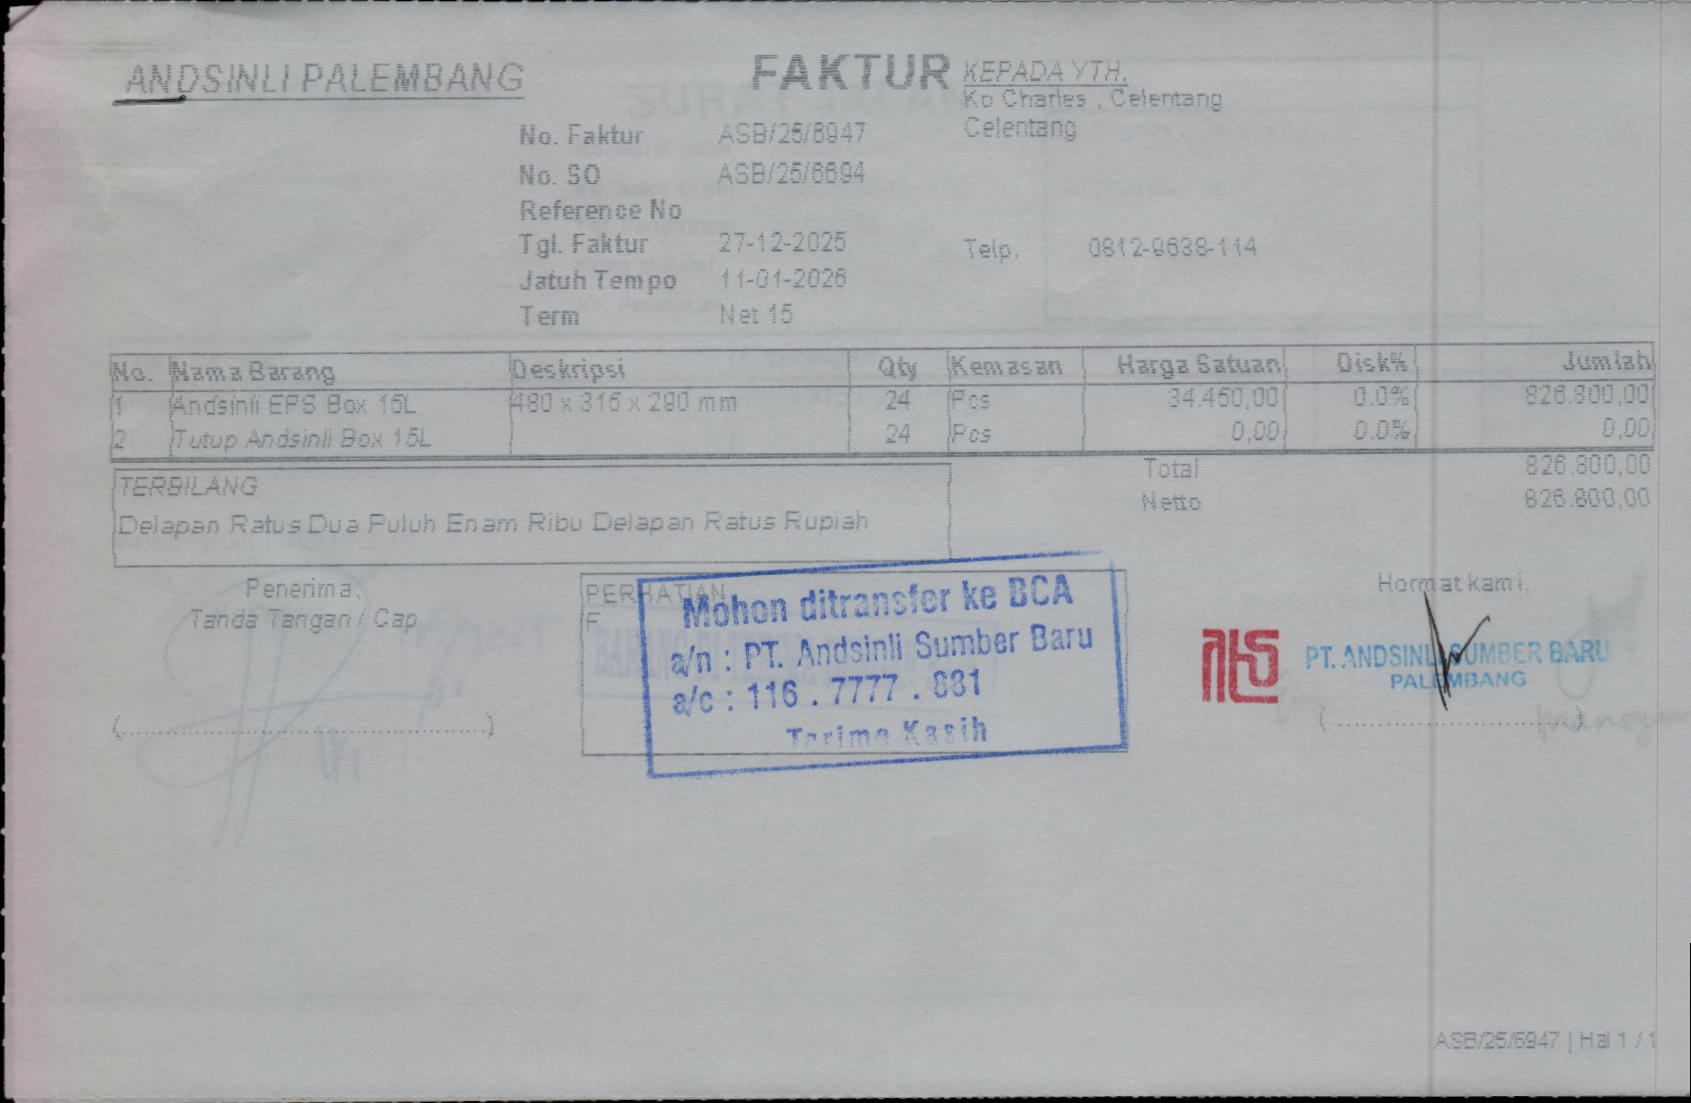 ANDSINLI PALEMBANG
FAKTUR
KEPADA YTH.
Ko Charles , Celentang
Celentang
No. Faktur ASB/25/6947
No. SO ASB/25/6694
Reference No
Tgl. Faktur 27-12-2025
Telp. 0812-9638-114
Jatuh Tempo 11-01-2026
Term Net 15
No. Nama Barang Deskripsi Qty Kemasan Harga Satuan Disk% Jumlah
1 Andsinli EPS Box 15L 480 x 315 x 290 mm 24 Pcs 34.450,00 0.0% 826.800,00
2 Tutup Andsinli Box 15L 24 Pcs 0,00 0.0% 0,00
Total 826.800,00
Netto 826.800,00
TERBILANG
Delapan Ratus Dua Puluh Enam Ribu Delapan Ratus Rupiah
Penerima,
Tanda Tangan / Cap
PERHATIAN
F
Mohon ditransfer ke BCA
a/n : PT. Andsinli Sumber Baru
a/c : 116 . 7777 . 881
Terima Kasih
Hormat kami,
PT. ANDSINLI SUMBER BARU
PALEMBANG
ASB/25/6947 | Hal 1 / 1